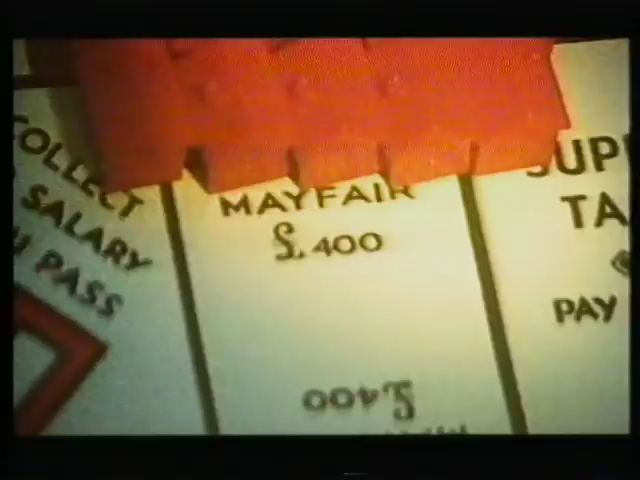 COLLECT
SALARY
PASS
MAYFAIR
£.400
£.400
SUP
TA
PAY